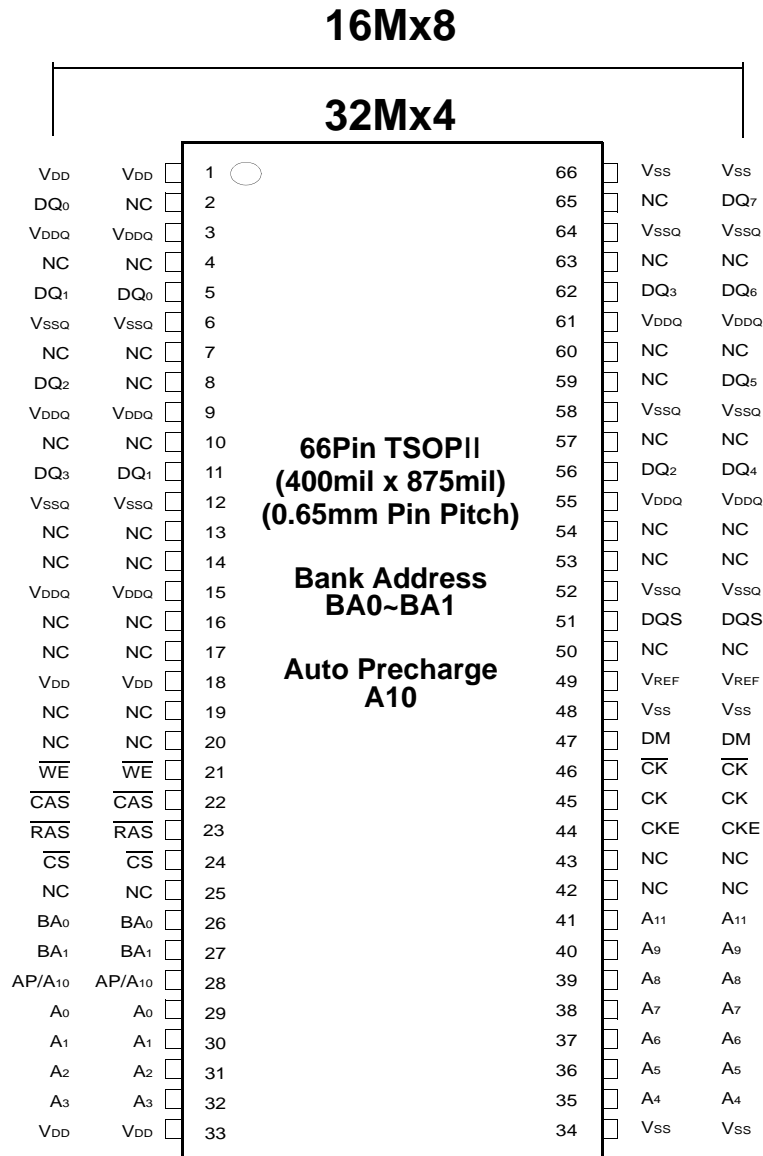 16Mx8
32Mx4
VDD VDD 1 66 VSS VSS
DQ0 NC 2 65 NC DQ7
VDDQ VDDQ 3 64 VSSQ VSSQ
NC NC 4 63 NC NC
DQ1 DQ0 5 62 DQ3 DQ6
VSSQ VSSQ 6 61 VDDQ VDDQ
NC NC 7 60 NC NC
DQ2 NC 8 59 NC DQ5
VDDQ VDDQ 9 58 VSSQ VSSQ
NC NC 10 57 NC NC
DQ3 DQ1 11 56 DQ2 DQ4
VSSQ VSSQ 12 55 VDDQ VDDQ
NC NC 13 54 NC NC
NC NC 14 53 NC NC
VDDQ VDDQ 15 52 VSSQ VSSQ
NC NC 16 51 DQS DQS
NC NC 17 50 NC NC
VDD VDD 18 49 VREF VREF
NC NC 19 48 VSS VSS
NC NC 20 47 DM DM
W̅E̅ W̅E̅ 21 46 C̅K̅ C̅K̅
C̅A̅S̅ C̅A̅S̅ 22 45 CK CK
R̅A̅S̅ R̅A̅S̅ 23 44 CKE CKE
C̅S̅ C̅S̅ 24 43 NC NC
NC NC 25 42 NC NC
BA0 BA0 26 41 A11 A11
BA1 BA1 27 40 A9 A9
AP/A10 AP/A10 28 39 A8 A8
A0 A0 29 38 A7 A7
A1 A1 30 37 A6 A6
A2 A2 31 36 A5 A5
A3 A3 32 35 A4 A4
VDD VDD 33 34 VSS VSS
66Pin TSOPII
(400mil x 875mil)
(0.65mm Pin Pitch)
Bank Address
BA0~BA1
Auto Precharge
A10